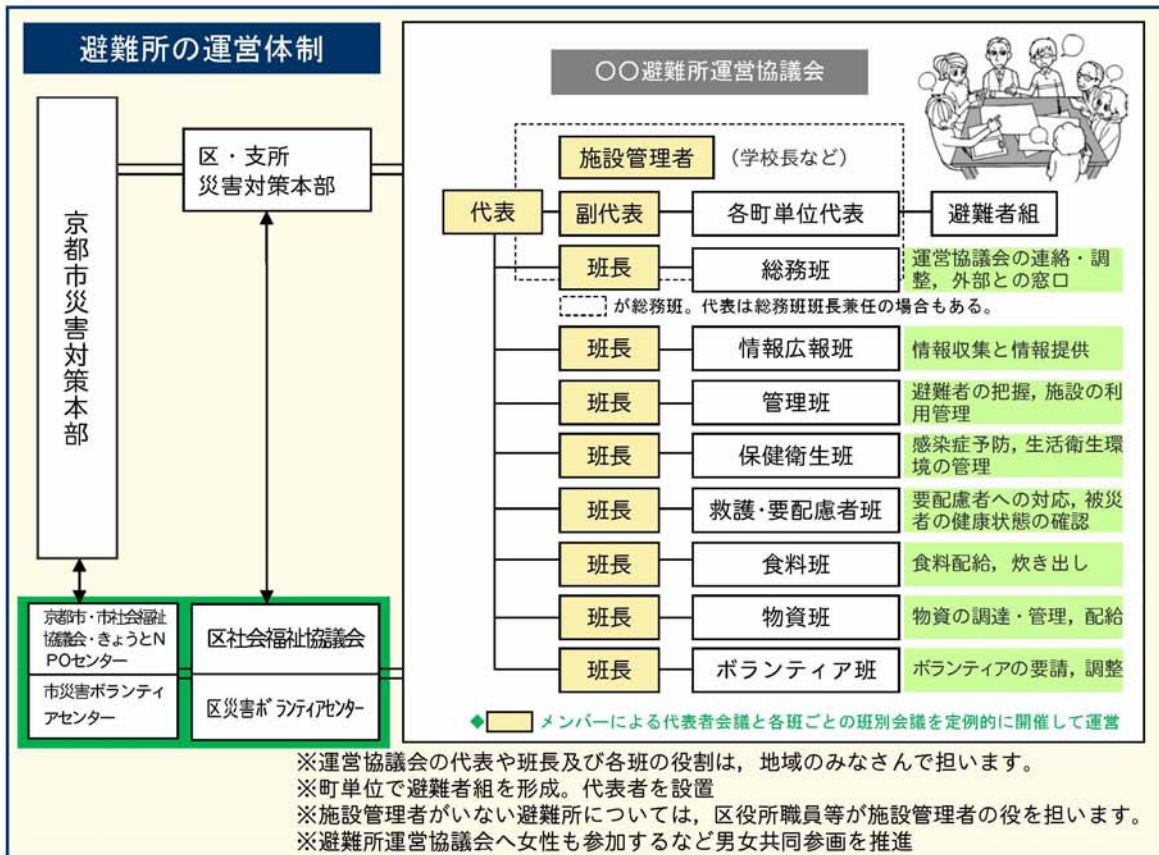 避難所の運営体制
京都市災害対策本部
区・支所
災害対策本部
京都市・市社会福祉
協議会・きょうとN
POセンター
市災害ボランティ
アセンター
区社会福祉協議会
区災害ボランティアセンター
〇〇避難所運営協議会
施設管理者 (学校長など)
代表 副代表 各町単位代表 避難者組
班長 総務班 運営協議会の連絡・調
整，外部との窓口
が総務班。代表は総務班班長兼任の場合もある。
班長 情報広報班 情報収集と情報提供
班長 管理班 避難者の把握，施設の利
用管理
班長 保健衛生班 感染症予防，生活衛生環
境の管理
班長 救護・要配慮者班 要配慮者への対応，被災
者の健康状態の確認
班長 食料班 食料配給，炊き出し
班長 物資班 物資の調達・管理，配給
班長 ボランティア班 ボランティアの要請，調整
◆ メンバーによる代表者会議と各班ごとの班別会議を定例的に開催して運営
※運営協議会の代表や班長及び各班の役割は，地域のみなさんで担います。
※町単位で避難者組を形成。代表者を設置
※施設管理者がいない避難所については，区役所職員等が施設管理者の役を担います。
※避難所運営協議会へ女性も参加するなど男女共同参画を推進